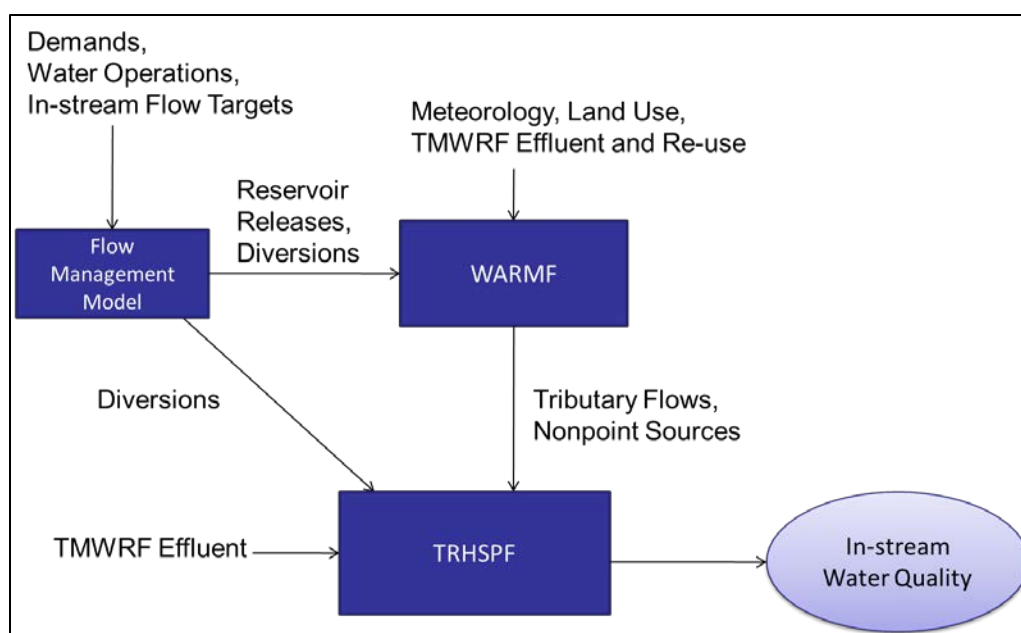 Demands,
Water Operations,
In-stream Flow Targets
Meteorology, Land Use,
TMWRF Effluent and Re-use
Reservoir
Releases,
Diversions
Flow
Management
Model
WARMF
Diversions
Tributary Flows,
Nonpoint Sources
TMWRF Effluent
TRHSPF
In-stream
Water Quality